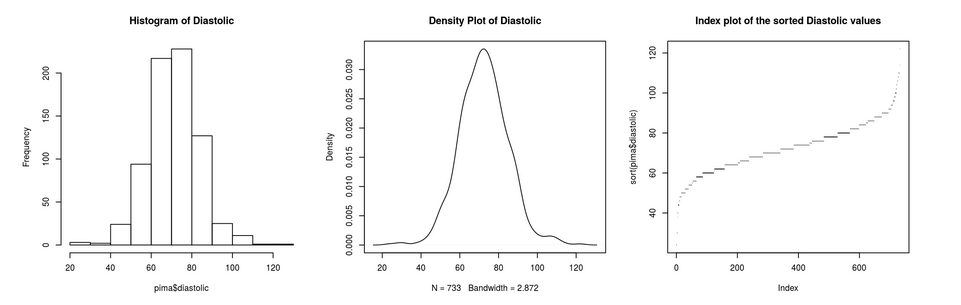 Histogram of Diastolic
Frequency
0
50
100
150
200
20 40 60 80 100 120
pima$diastolic
Density Plot of Diastolic
Density
0.000
0.005
0.010
0.015
0.020
0.025
0.030
20 40 60 80 100 120
N = 733 Bandwidth = 2.872
Index plot of the sorted Diastolic values
sort(pima$diastolic)
40
60
80
100
120
0 200 400 600
Index